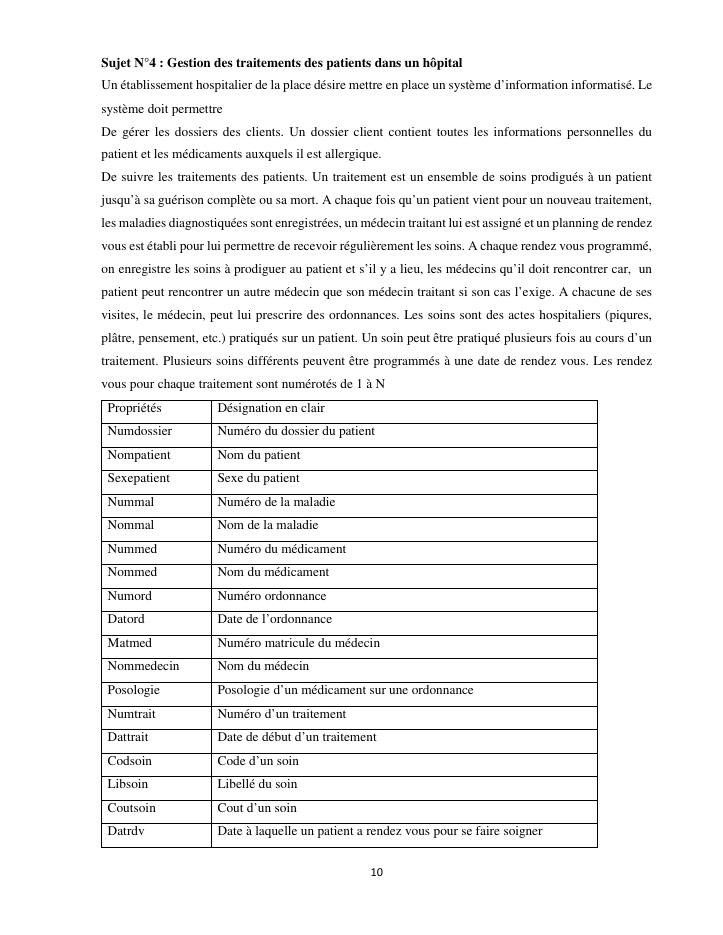 Sujet N°4 : Gestion des traitements des patients dans un hôpital
Un établissement hospitalier de la place désire mettre en place un système d'information informatisé. Le
système doit permettre
De gérer les dossiers des clients. Un dossier client contient toutes les informations personnelles du
patient et les médicaments auxquels il est allergique.
De suivre les traitements des patients. Un traitement est un ensemble de soins prodigués à un patient
jusqu'à sa guérison complète ou sa mort. A chaque fois qu'un patient vient pour un nouveau traitement,
les maladies diagnostiquées sont enregistrées, un médecin traitant lui est assigné et un planning de rendez
vous est établi pour lui permettre de recevoir régulièrement les soins. A chaque rendez vous programmé,
on enregistre les soins à prodiguer au patient et s'il y a lieu, les médecins qu'il doit rencontrer car, un
patient peut rencontrer un autre médecin que son médecin traitant si son cas l'exige. A chacune de ses
visites, le médecin, peut lui prescrire des ordonnances. Les soins sont des actes hospitaliers (piqures,
plâtre, pensement, etc.) pratiqués sur un patient. Un soin peut être pratiqué plusieurs fois au cours d'un
traitement. Plusieurs soins différents peuvent être programmés à une date de rendez vous. Les rendez
vous pour chaque traitement sont numérotés de 1 à N
Propriétés Désignation en clair
Numdossier Numéro du dossier du patient
Nompatient Nom du patient
Sexepatient Sexe du patient
Nummal Numéro de la maladie
Nommal Nom de la maladie
Nummed Numéro du médicament
Nommed Nom du médicament
Numord Numéro ordonnance
Datord Date de l'ordonnance
Matmed Numéro matricule du médecin
Nommedecin Nom du médecin
Posologie Posologie d'un médicament sur une ordonnance
Numtrait Numéro d'un traitement
Dattrait Date de début d'un traitement
Codsoin Code d'un soin
Libsoin Libellé du soin
Coutsoin Cout d'un soin
Datrdv Date à laquelle un patient a rendez vous pour se faire soigner
10